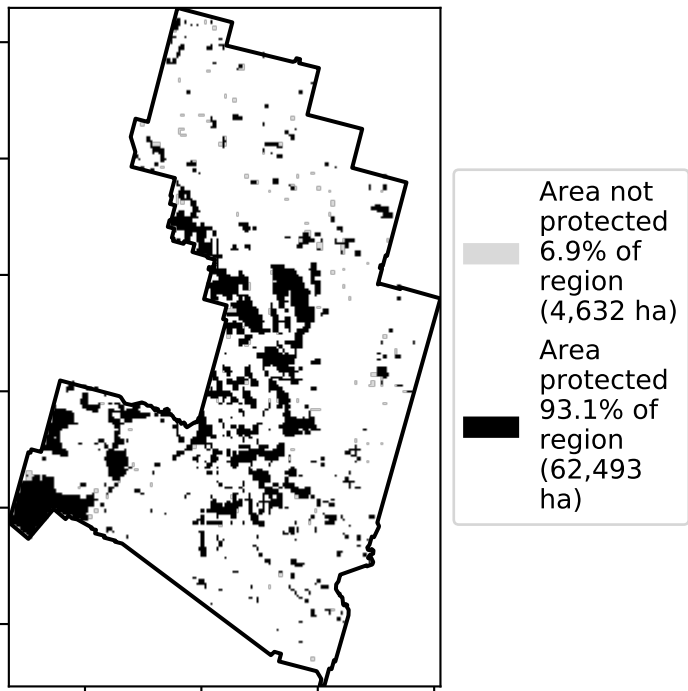 Area not
protected
6.9% of
region
(4,632 ha)
Area
protected
93.1% of
region
(62,493
ha)